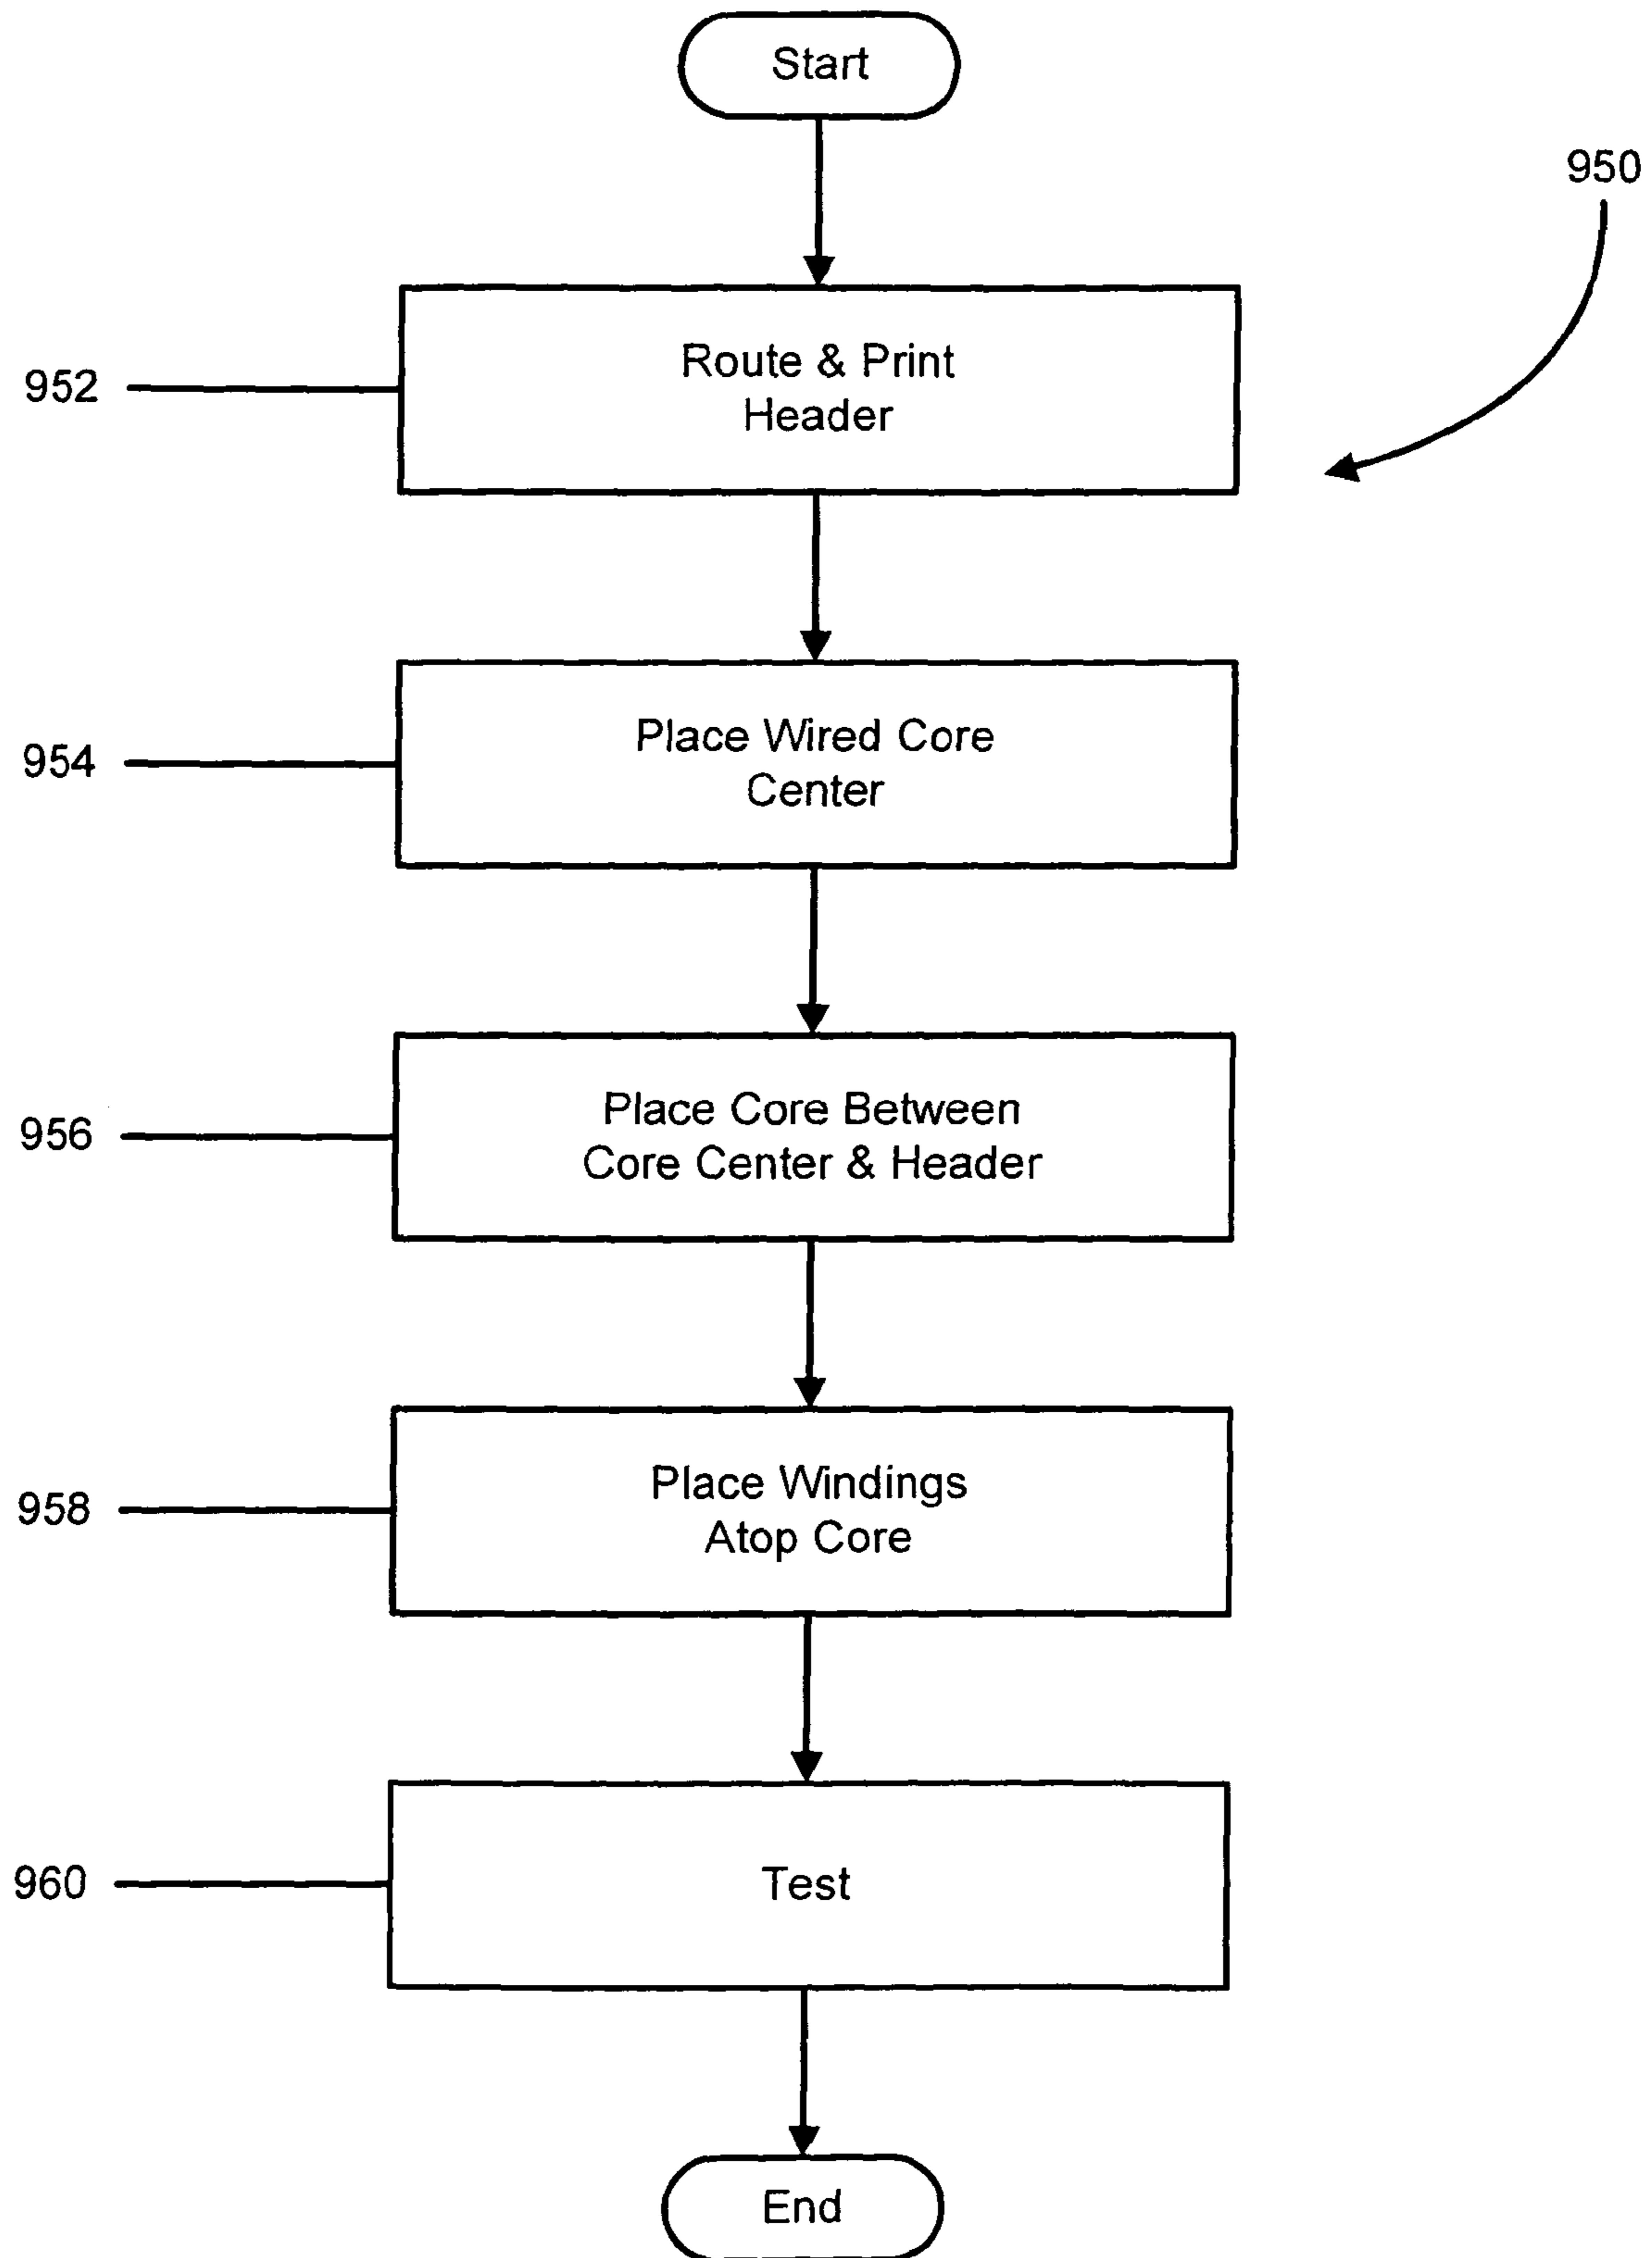 Start
950
Route & Print
Header
952
Place Wired Core
Center
954
Place Core Between
Core Center & Header
956
Place Windings
Atop Core
958
Test
960
End